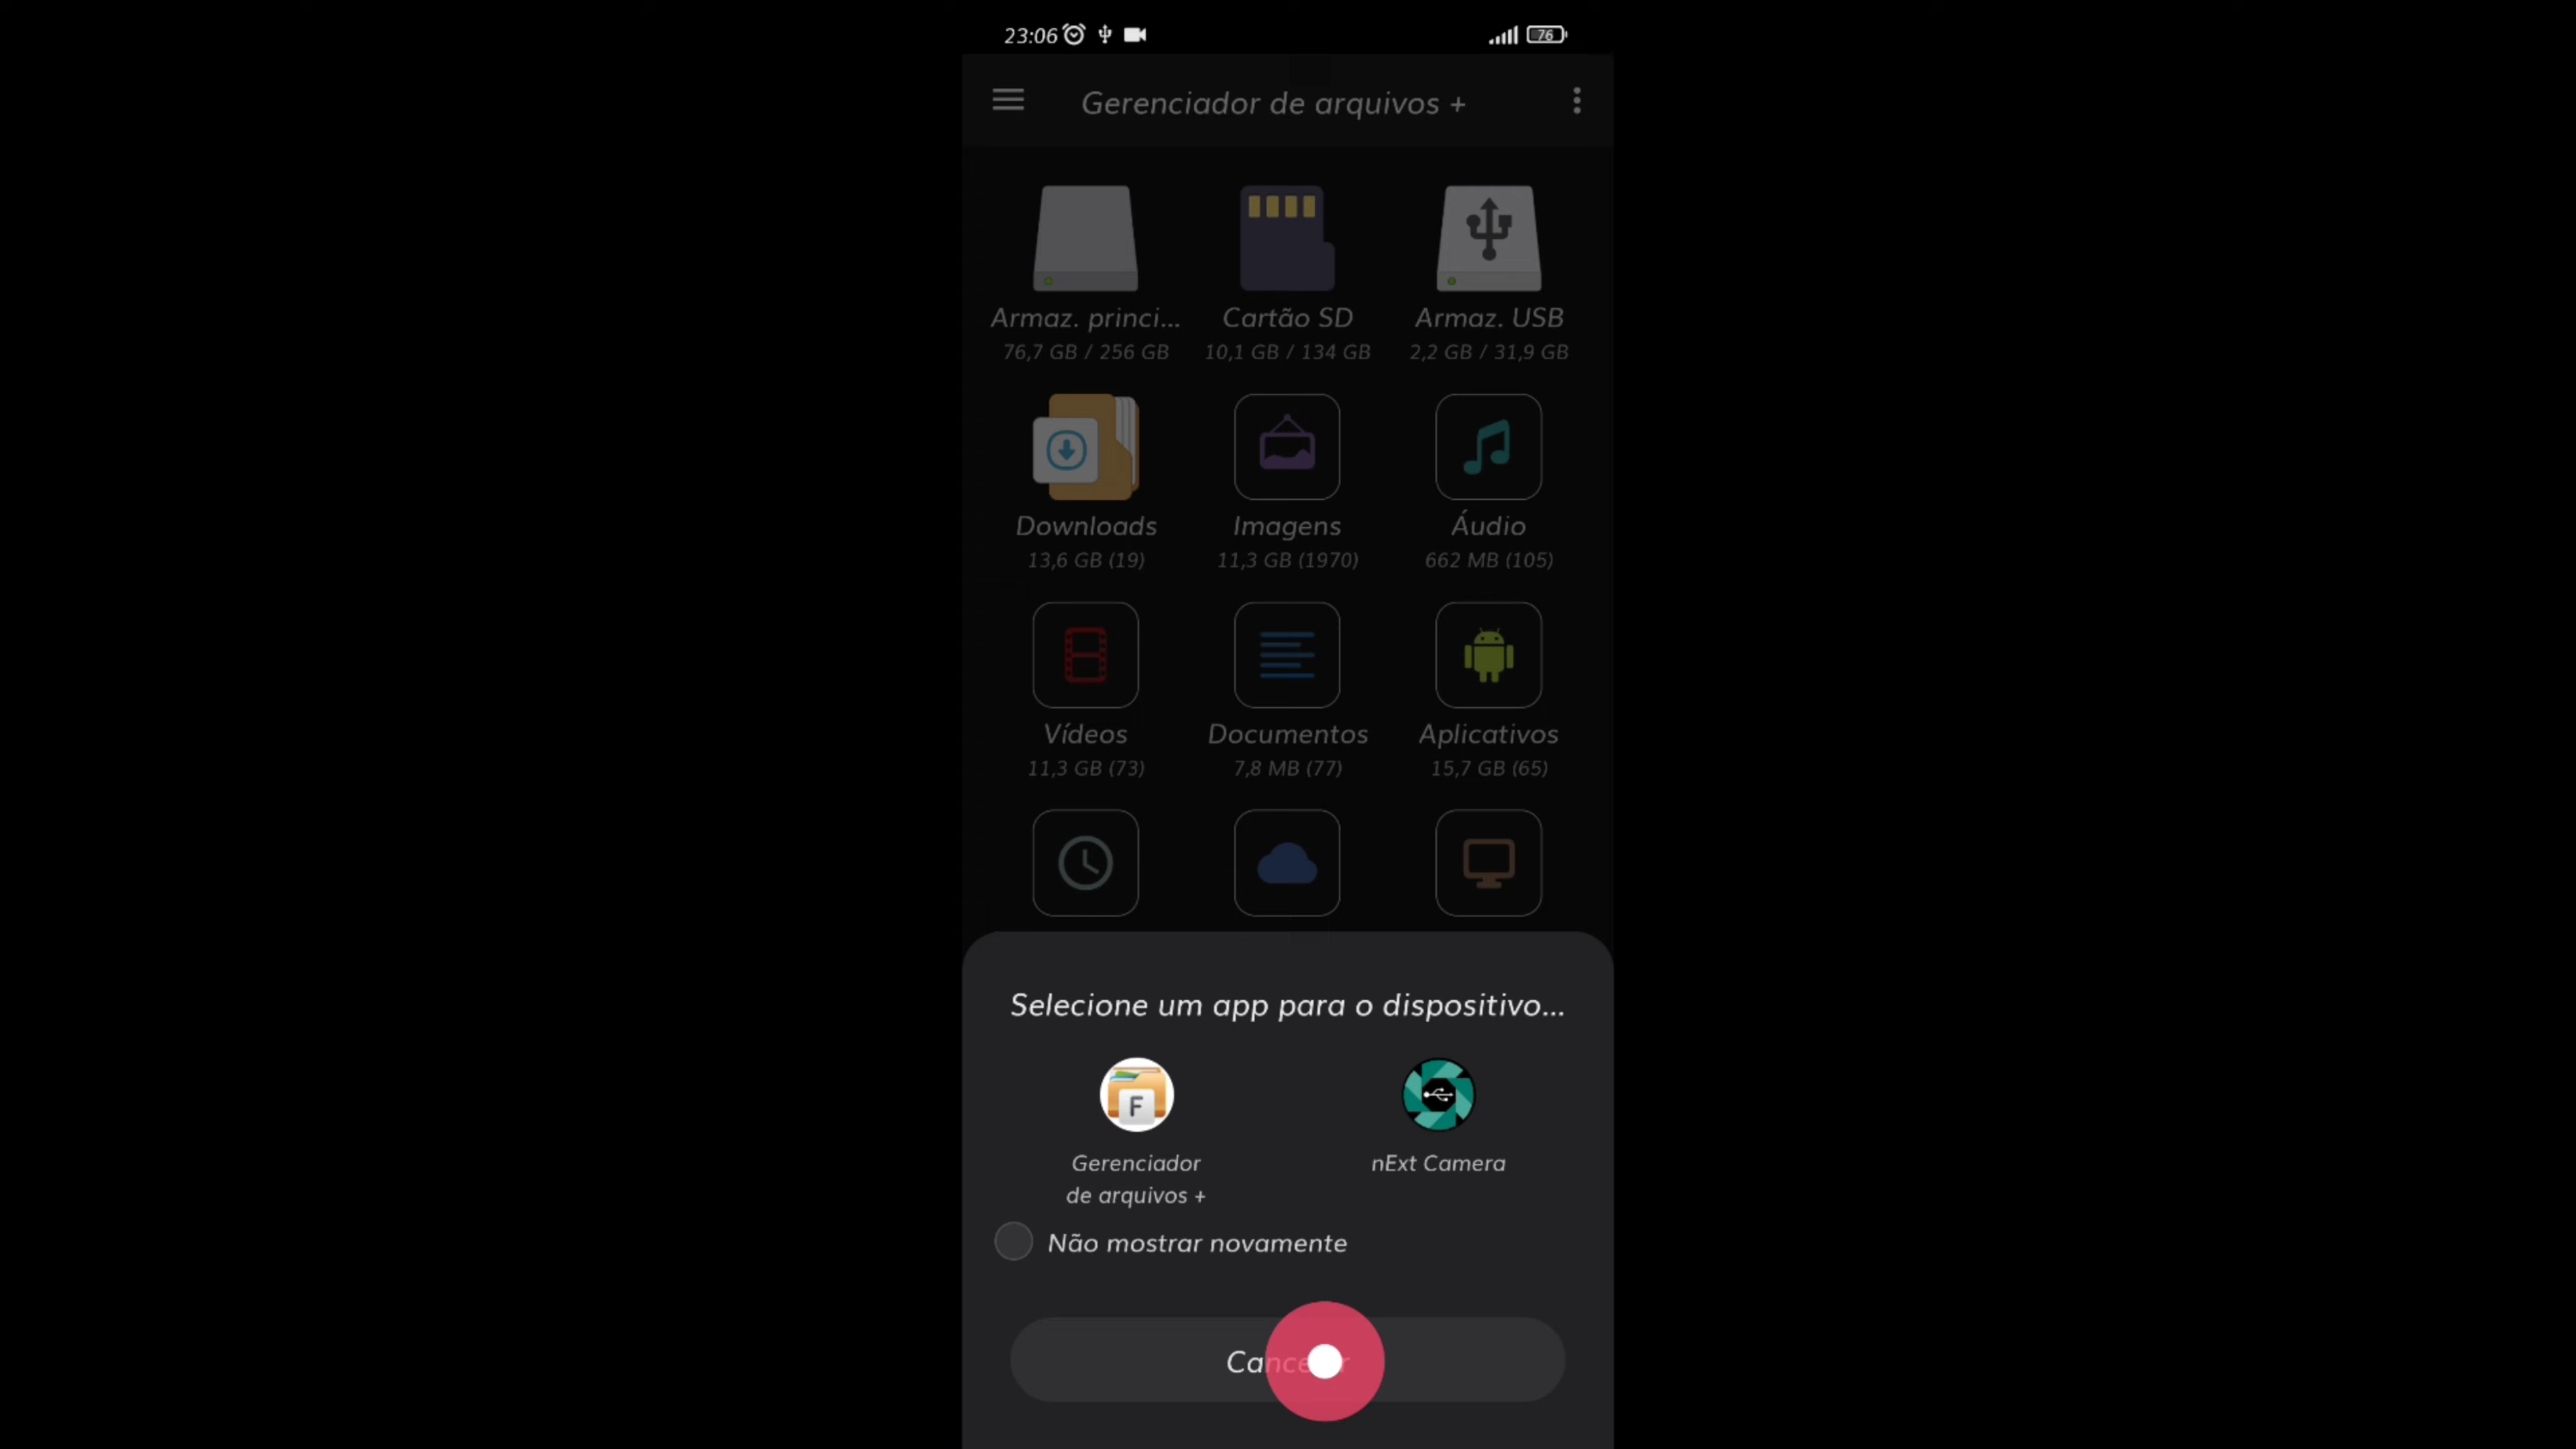 23:06
76
Gerenciador de arquivos +
Armaz. princi... Cartão SD Armaz. USB
76,7 GB / 256 GB 10,1 GB / 134 GB 2,2 GB / 31,9 GB
Downloads Imagens Áudio
13,6 GB (19) 11,3 GB (1970) 662 MB (105)
Vídeos Documentos Aplicativos
11,3 GB (73) 7,8 MB (77) 15,7 GB (65)
Selecione um app para o dispositivo...
F
Gerenciador
de arquivos +
nExt Camera
Não mostrar novamente
Cancelar